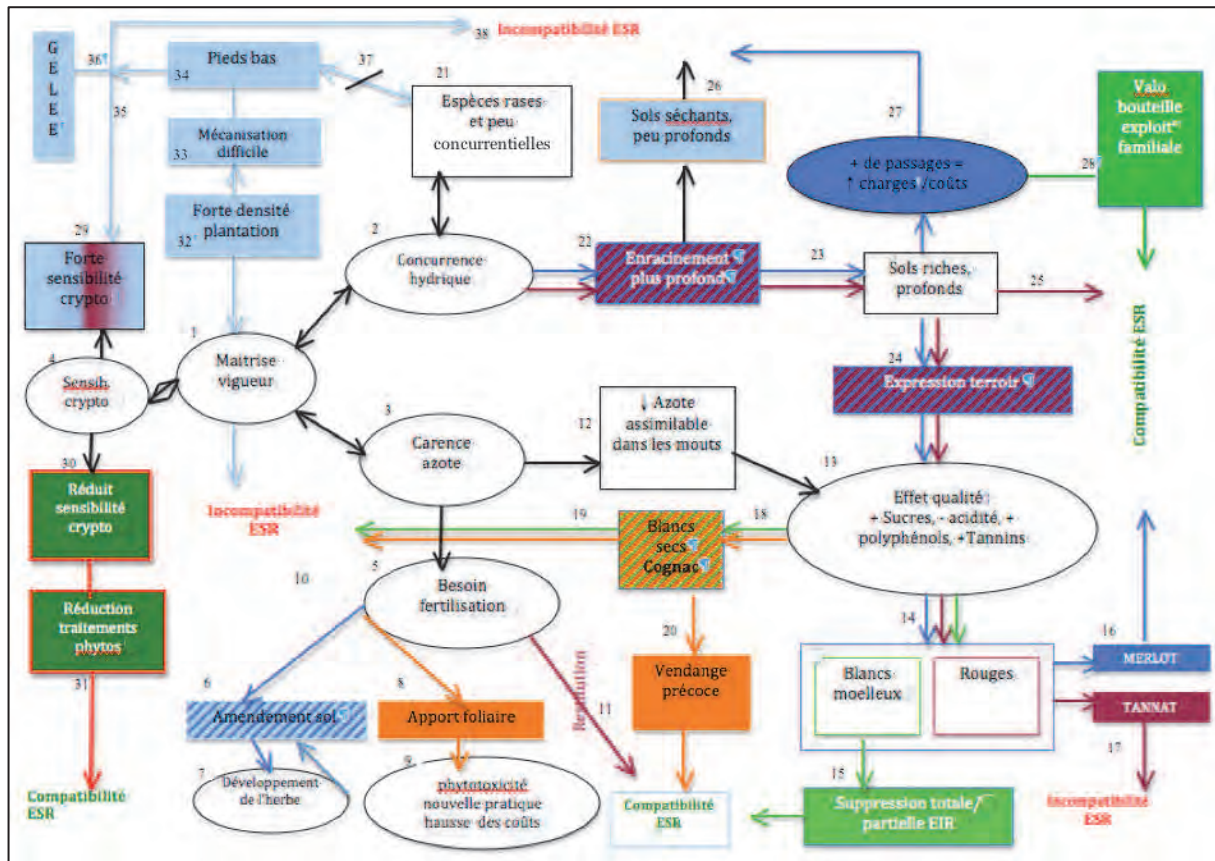 G
E
L
E
E
36
34
Pieds bas
38
Incompatibilité ESR
37
21
Espèces rases
et peu
concurrentielles
26
Sols séchants,
peu profonds
27
+ de passages =
↑ charges /coûts
28
Valo
bouteille
exploit°
familiale
35
33
Mécanisation
difficile
32
Forte densité
plantation
29
Forte
sensibilité
crypto
2
Concurrence
hydrique
22
Enracinement
plus profond
23
Sols riches,
profonds
25
Compatibilité ESR
1
Maitrise
vigueur
4
Sensib.
crypto
24
Expression terroir
3
Carence
azote
12
↓ Azote
assimilable
dans les mouts
13
Effet qualité :
+ Sucres, - acidité, +
polyphénols, +Tannins
30
Réduit
sensibilité
crypto
Incompatibilité
ESR
19
Blancs
secs
Cognac
18
10
5
Besoin
fertilisation
Réduction
traitements
phytos
31
14
Blancs
moelleux
Rouges
16
MERLOT
TANNAT
17
20
Vendange
précoce
6
Amendement sol
8
Apport foliaire
11
7
Développement
de l'herbe
9
phytotoxicité
nouvelle pratique
hausse des coûts
15
Suppression totale/
partielle EIR
Compatibilité
ESR
Compatibilité
ESR
Incompatibilité
ESR